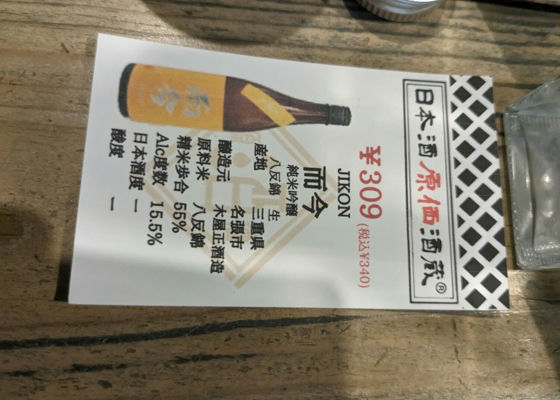 日本酒原価酒蔵®
¥309(税込¥340)
JIKON
而今
純米吟醸
八反錦 生
産地 三重県
名張市
醸造元 木屋正酒造
原料米 八反錦
精米歩合 55%
Alc度数 15.5%
日本酒度 ー
酸度 ー
而今